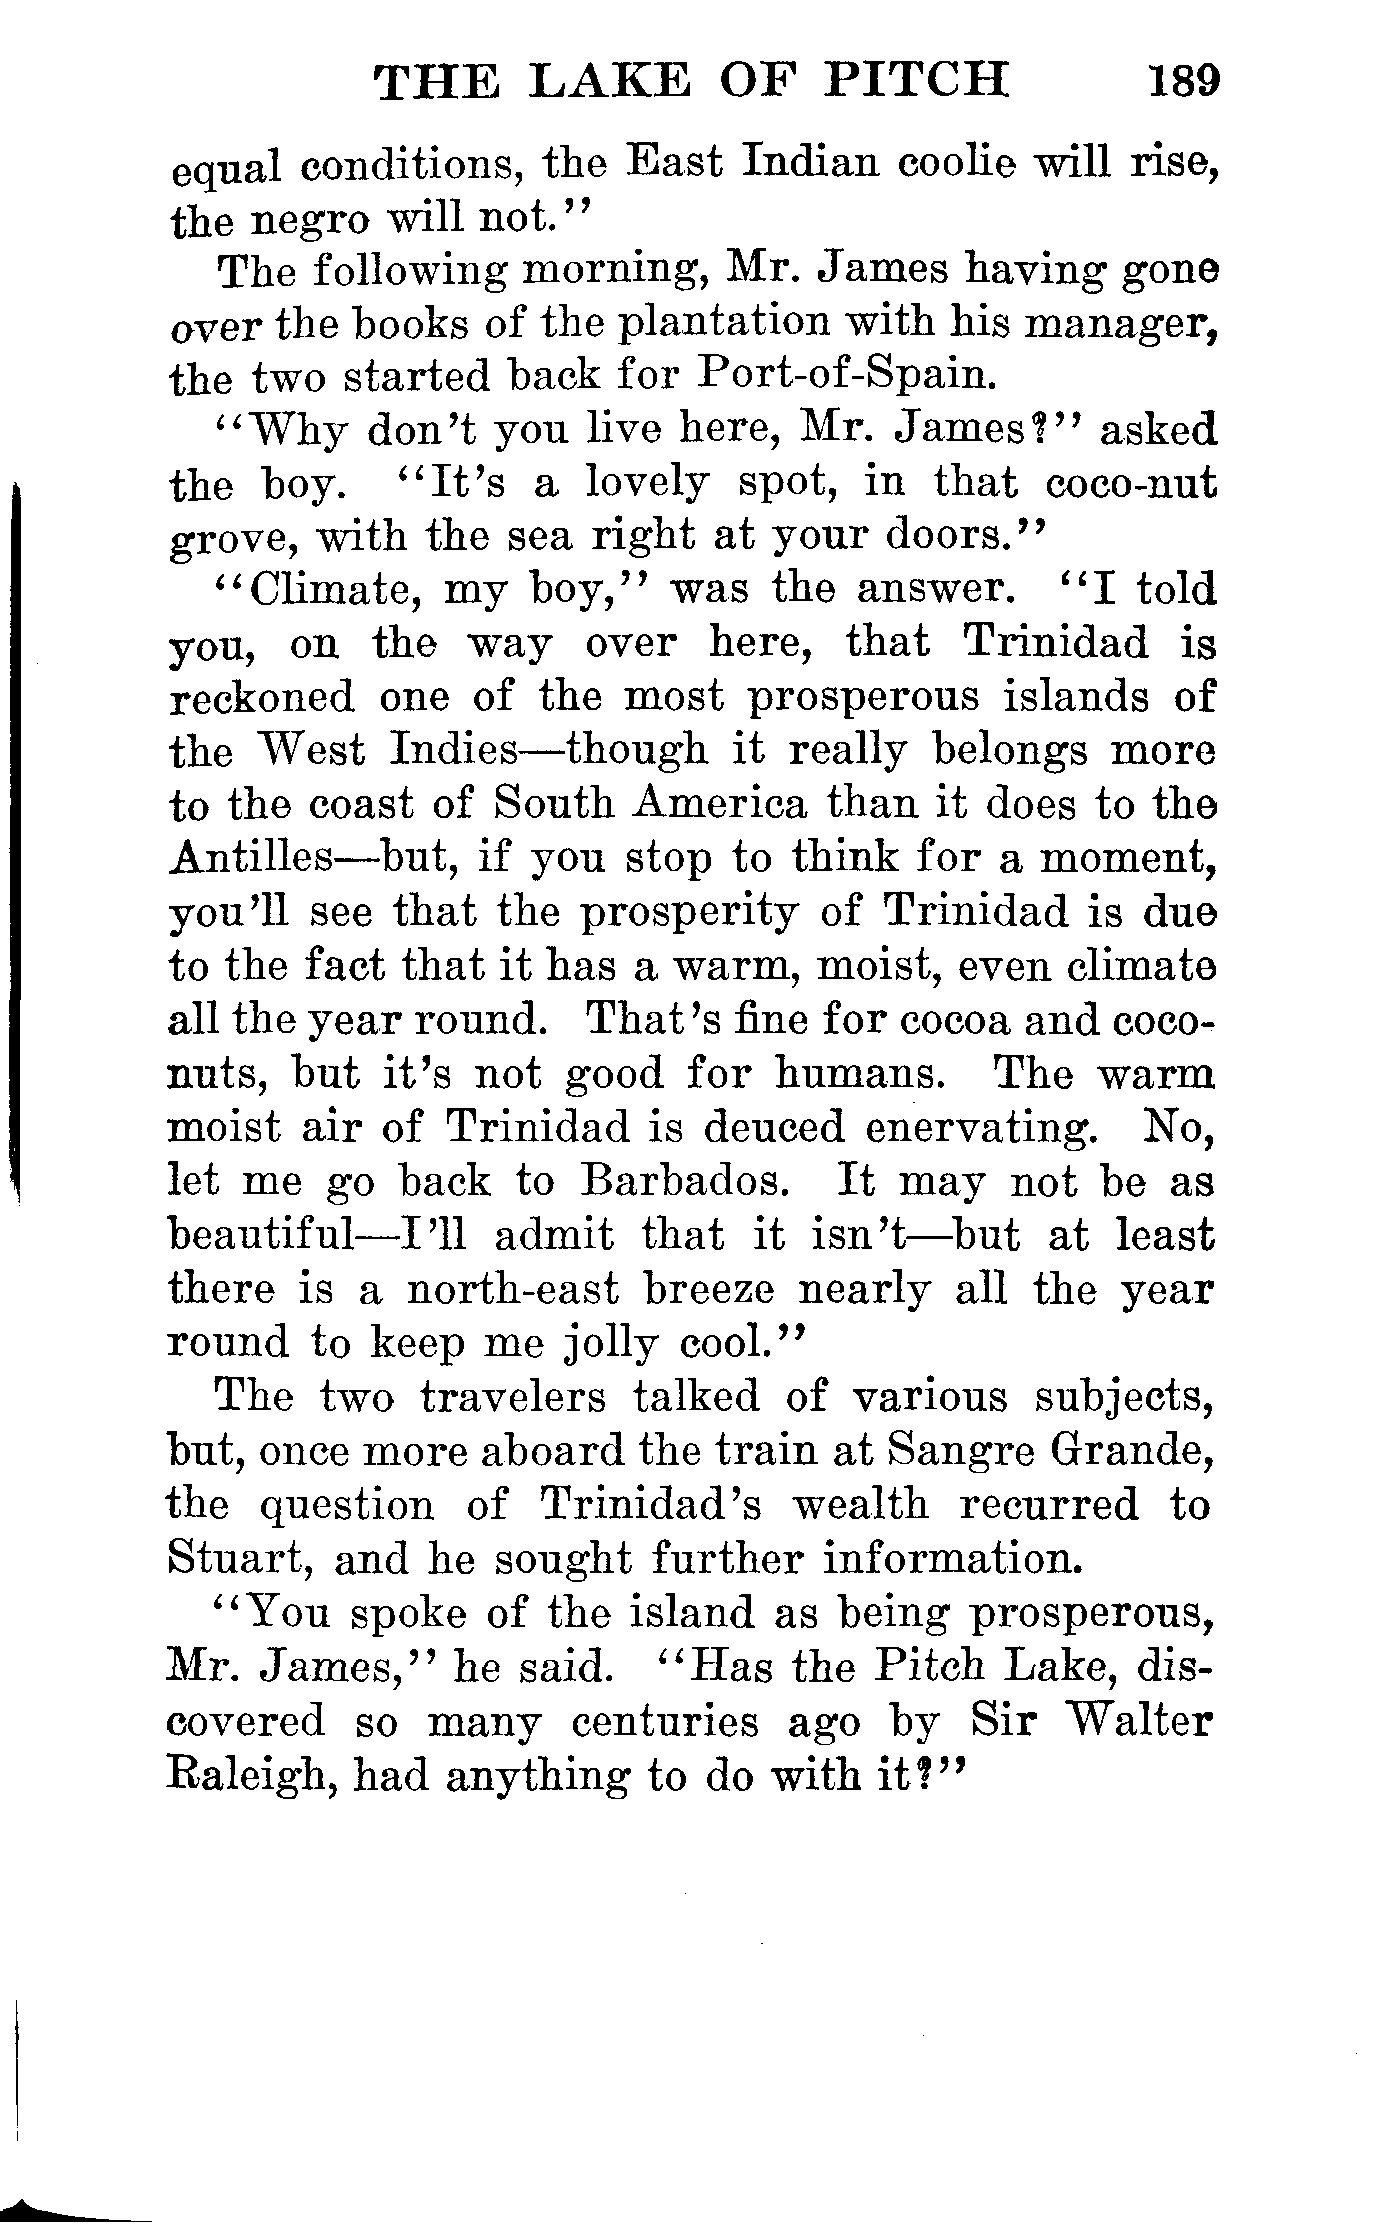 THE LAKE OF PITCH 189
equal conditions, the East Indian coolie will rise,
the negro will not."
The following morning, Mr. James having gone
over the books of the plantation with his manager,
the two started back for Port-of-Spain.
"Why don't you live here, Mr. James?" asked
the boy. "It's a lovely spot, in that coco-nut
grove, with the sea right at your doors."
"Climate, my boy," was the answer. "I told
you, on the way over here, that Trinidad is
reckoned one of the most prosperous islands of
the West Indies—though it really belongs more
to the coast of South America than it does to the
Antilles—but, if you stop to think for a moment,
you'll see that the prosperity of Trinidad is due
to the fact that it has a warm, moist, even climate
all the year round. That's fine for cocoa and coco-
nuts, but it's not good for humans. The warm
moist air of Trinidad is deuced enervating. No,
let me go back to Barbados. It may not be as
beautiful—I'll admit that it isn't—but at least
there is a north-east breeze nearly all the year
round to keep me jolly cool."
The two travelers talked of various subjects,
but, once more aboard the train at Sangre Grande,
the question of Trinidad's wealth recurred to
Stuart, and he sought further information.
"You spoke of the island as being prosperous,
Mr. James," he said. "Has the Pitch Lake, dis-
covered so many centuries ago by Sir Walter
Raleigh, had anything to do with it?"